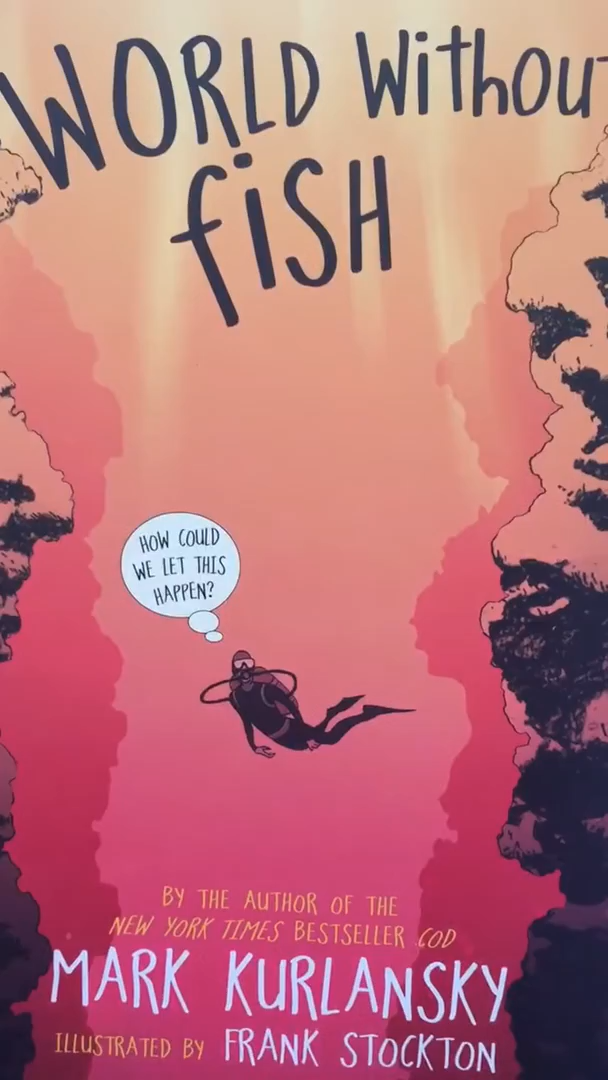 WORLD WithOU
fiSH
HOW COULD
WE LET THIS
HAPPEN?
BY THE AUTHOR OF THE
NEW YORK TIMES BESTSELLER COD
MARK KURLANSKY
ILLUSTRATED BY FRANK STOCKTON